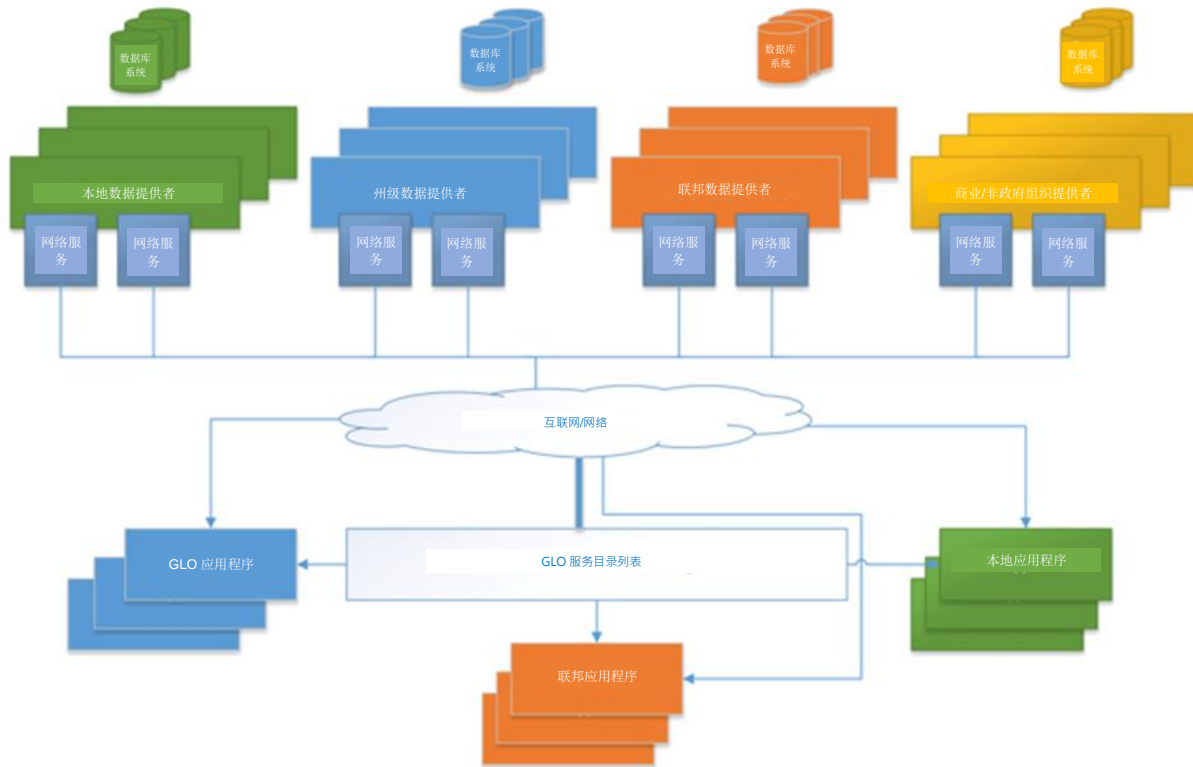 数据库
系统
数据库
系统
数据库
系统
数据库
系统
本地数据提供者
州级数据提供者
联邦数据提供者
商业/非政府组织提供者
网络服
务
网络服
务
网络服
务
网络服
务
网络服
务
网络服
务
网络服
务
网络服
务
互联网/网络
GLO 应用程序
GLO 服务目录列表
本地应用程序
联邦应用程序